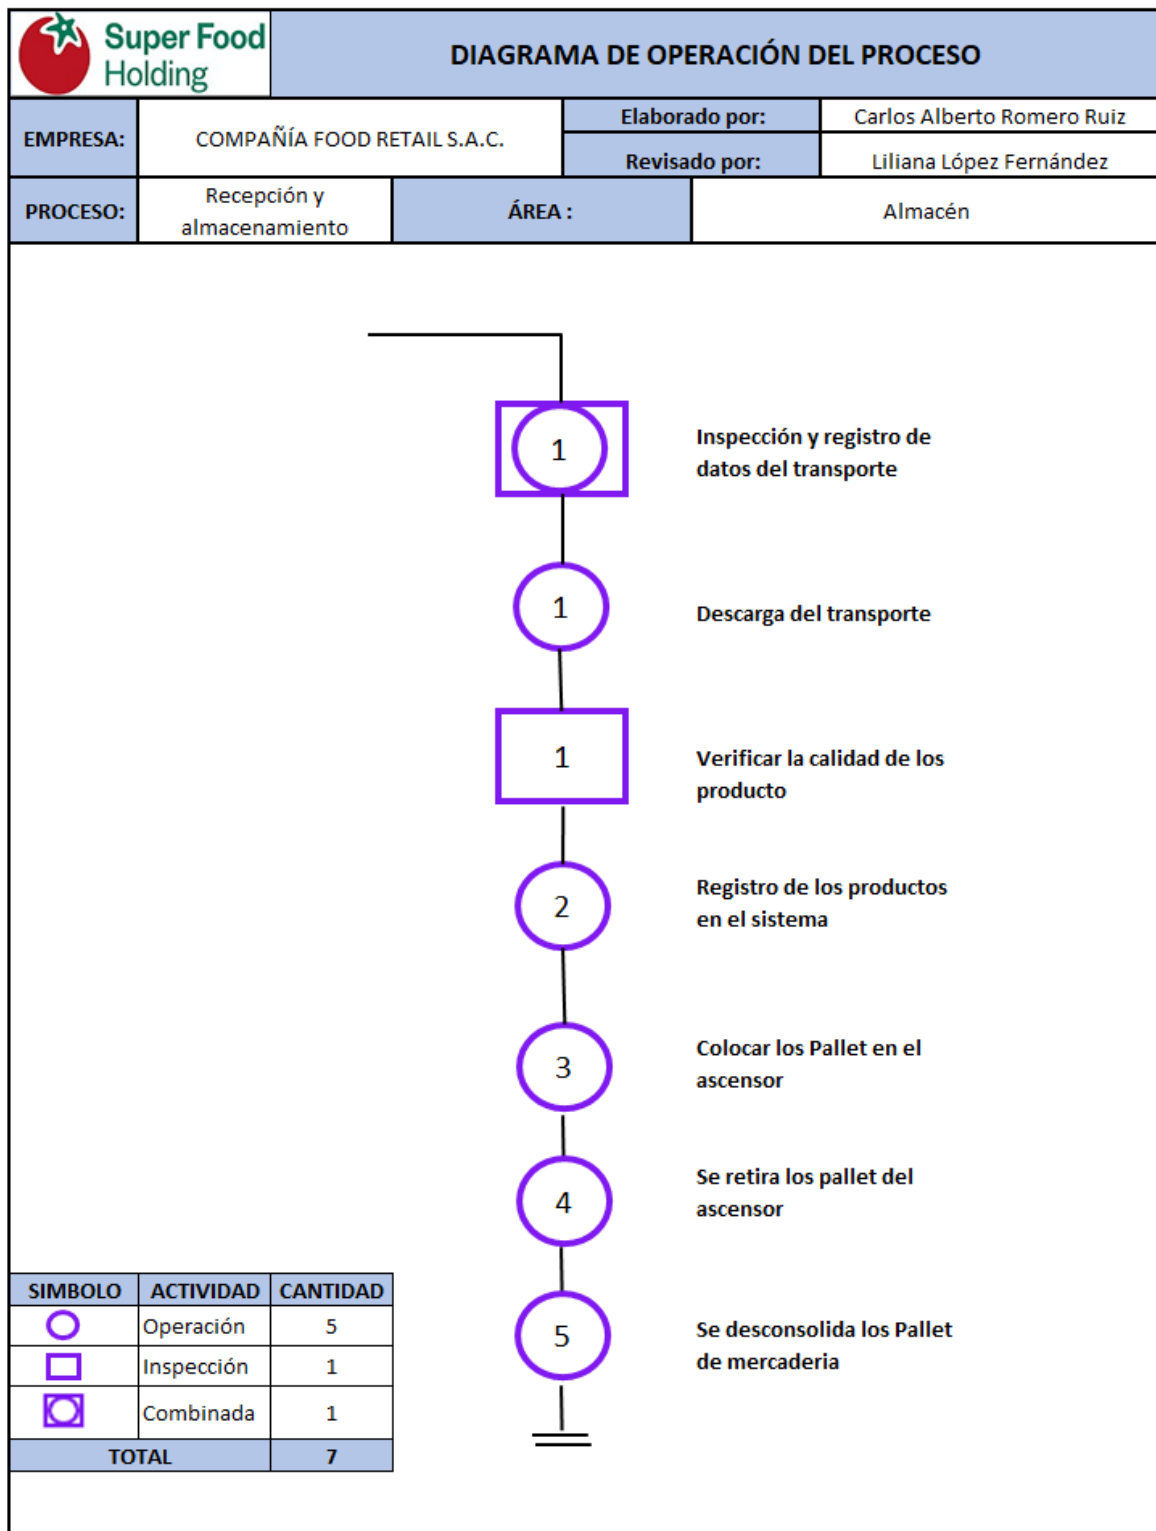 Super Food
Holding
DIAGRAMA DE OPERACIÓN DEL PROCESO
EMPRESA:
COMPAÑÍA FOOD RETAIL S.A.C.
Elaborado por:
Carlos Alberto Romero Ruiz
Revisado por:
Liliana López Fernández
PROCESO:
Recepción y
almacenamiento
ÁREA :
Almacén
1
Inspección y registro de
datos del transporte
1
Descarga del transporte
1
Verificar la calidad de los
producto
2
Registro de los productos
en el sistema
3
Colocar los Pallet en el
ascensor
4
Se retira los pallet del
ascensor
5
Se desconsolida los Pallet
de mercaderia
SIMBOLO ACTIVIDAD CANTIDAD
Operación 5
Inspección 1
Combinada 1
TOTAL 7